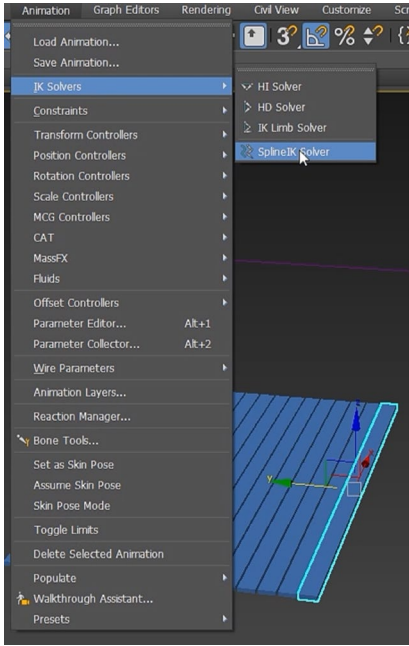 Animation Graph Editors Rendering Civil View Customize Scr
3
Load Animation...
Save Animation...
IK Solvers
HI Solver
HD Solver
IK Limb Solver
SplineIK Solver
Constraints
Transform Controllers
Position Controllers
Rotation Controllers
Scale Controllers
MCG Controllers
CAT
MassFX
Fluids
Offset Controllers
Parameter Editor... Alt+1
Parameter Collector... Alt+2
Wire Parameters
Animation Layers...
Reaction Manager...
Bone Tools...
Set as Skin Pose
Assume Skin Pose
Skin Pose Mode
Toggle Limits
Delete Selected Animation
Populate
Walkthrough Assistant...
Presets
y